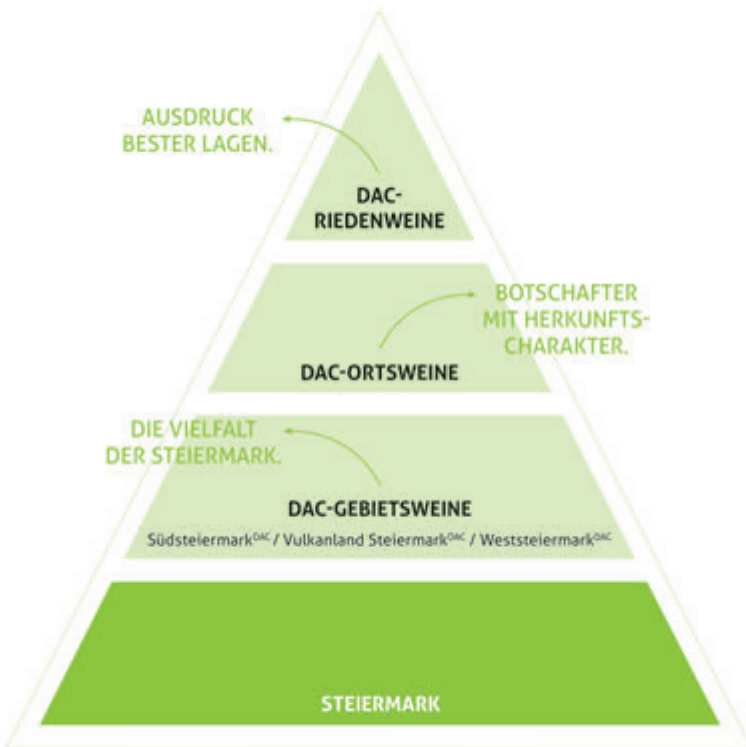 AUSDRUCK
BESTER LAGEN.
DAC-
RIEDENWEINE
BOTSCHAFTER
MIT HERKUNFTS-
CHARAKTER.
DAC-ORTSWEINE
DIE VIELFALT
DER STEIERMARK.
DAC-GEBIETSWEINE
Südsteiermark^DAC / Vulkanland Steiermark^DAC / Weststeiermark^DAC
STEIERMARK